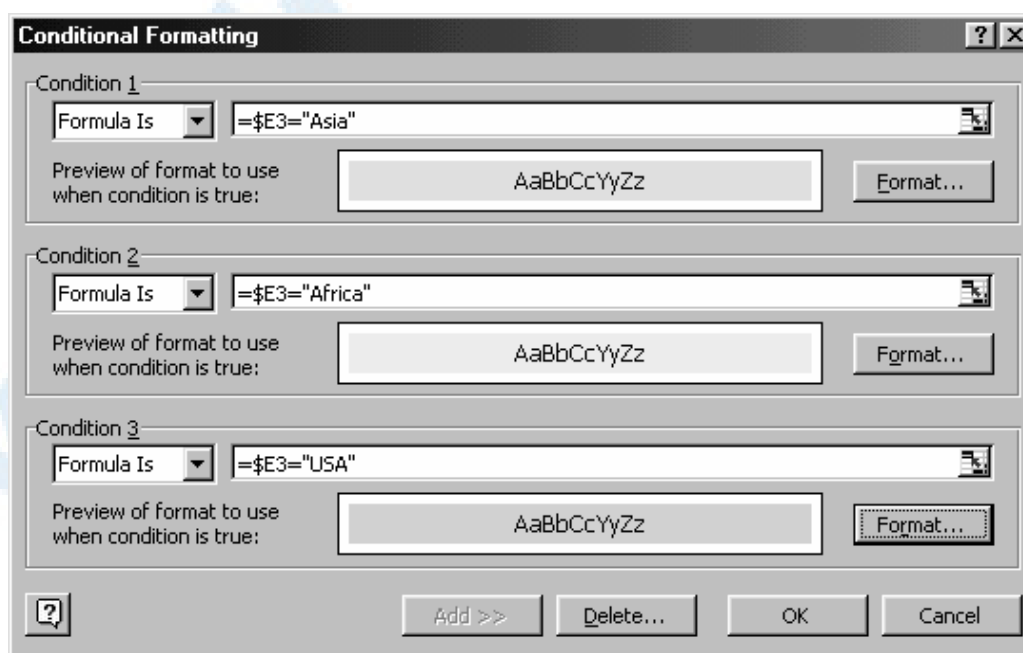 Conditional Formatting
Condition 1
Formula Is =$E3="Asia"
Preview of format to use
when condition is true:
AaBbCcYyZz
Format...
Condition 2
Formula Is =$E3="Africa"
Preview of format to use
when condition is true:
AaBbCcYyZz
Format...
Condition 3
Formula Is =$E3="USA"
Preview of format to use
when condition is true:
AaBbCcYyZz
Format...
Add >> Delete... OK Cancel